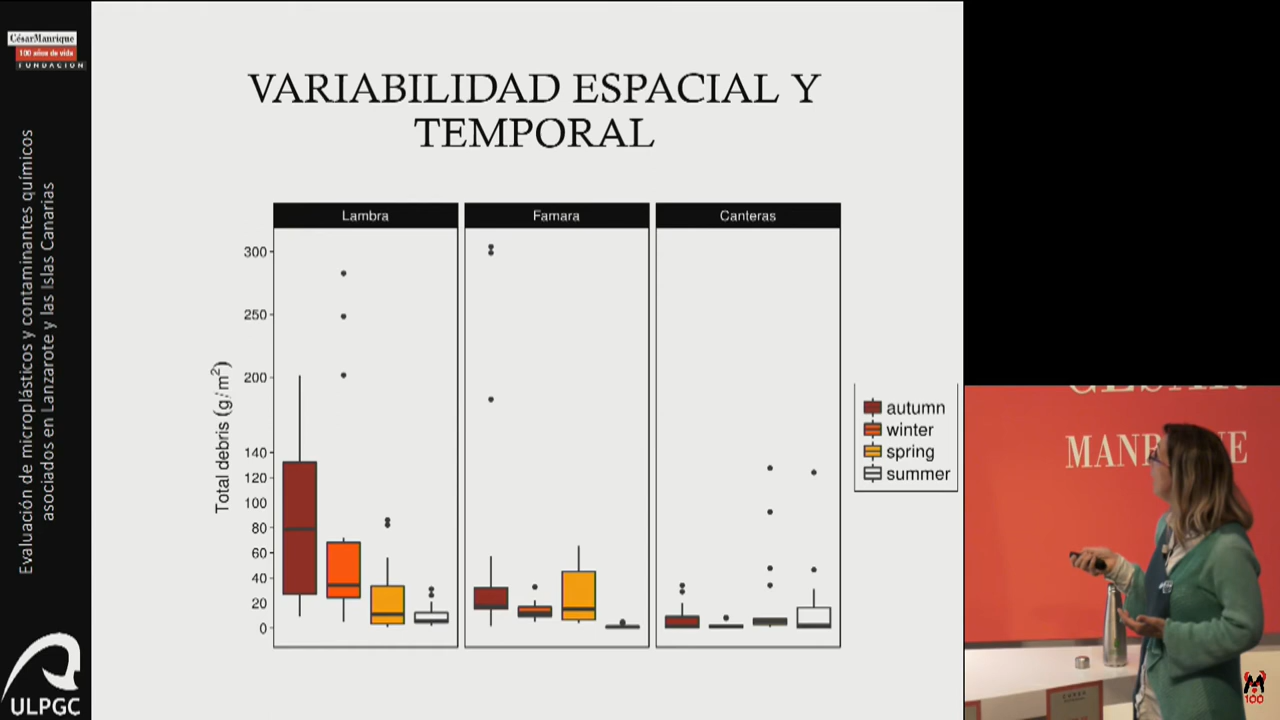 CésarManrique
100 años de vida
FUNDACIÓN
Evaluación de microplásticos y contaminantes químicos
asociados en Lanzarote y las Islas Canarias
ULPGC
VARIABILIDAD ESPACIAL Y
TEMPORAL
Lambra
Famara
Canteras
Total debris (g/m²)
300
250
200
140
120
100
80
60
40
20
0
autumn
winter
spring
summer
MANRIQUE
M
100